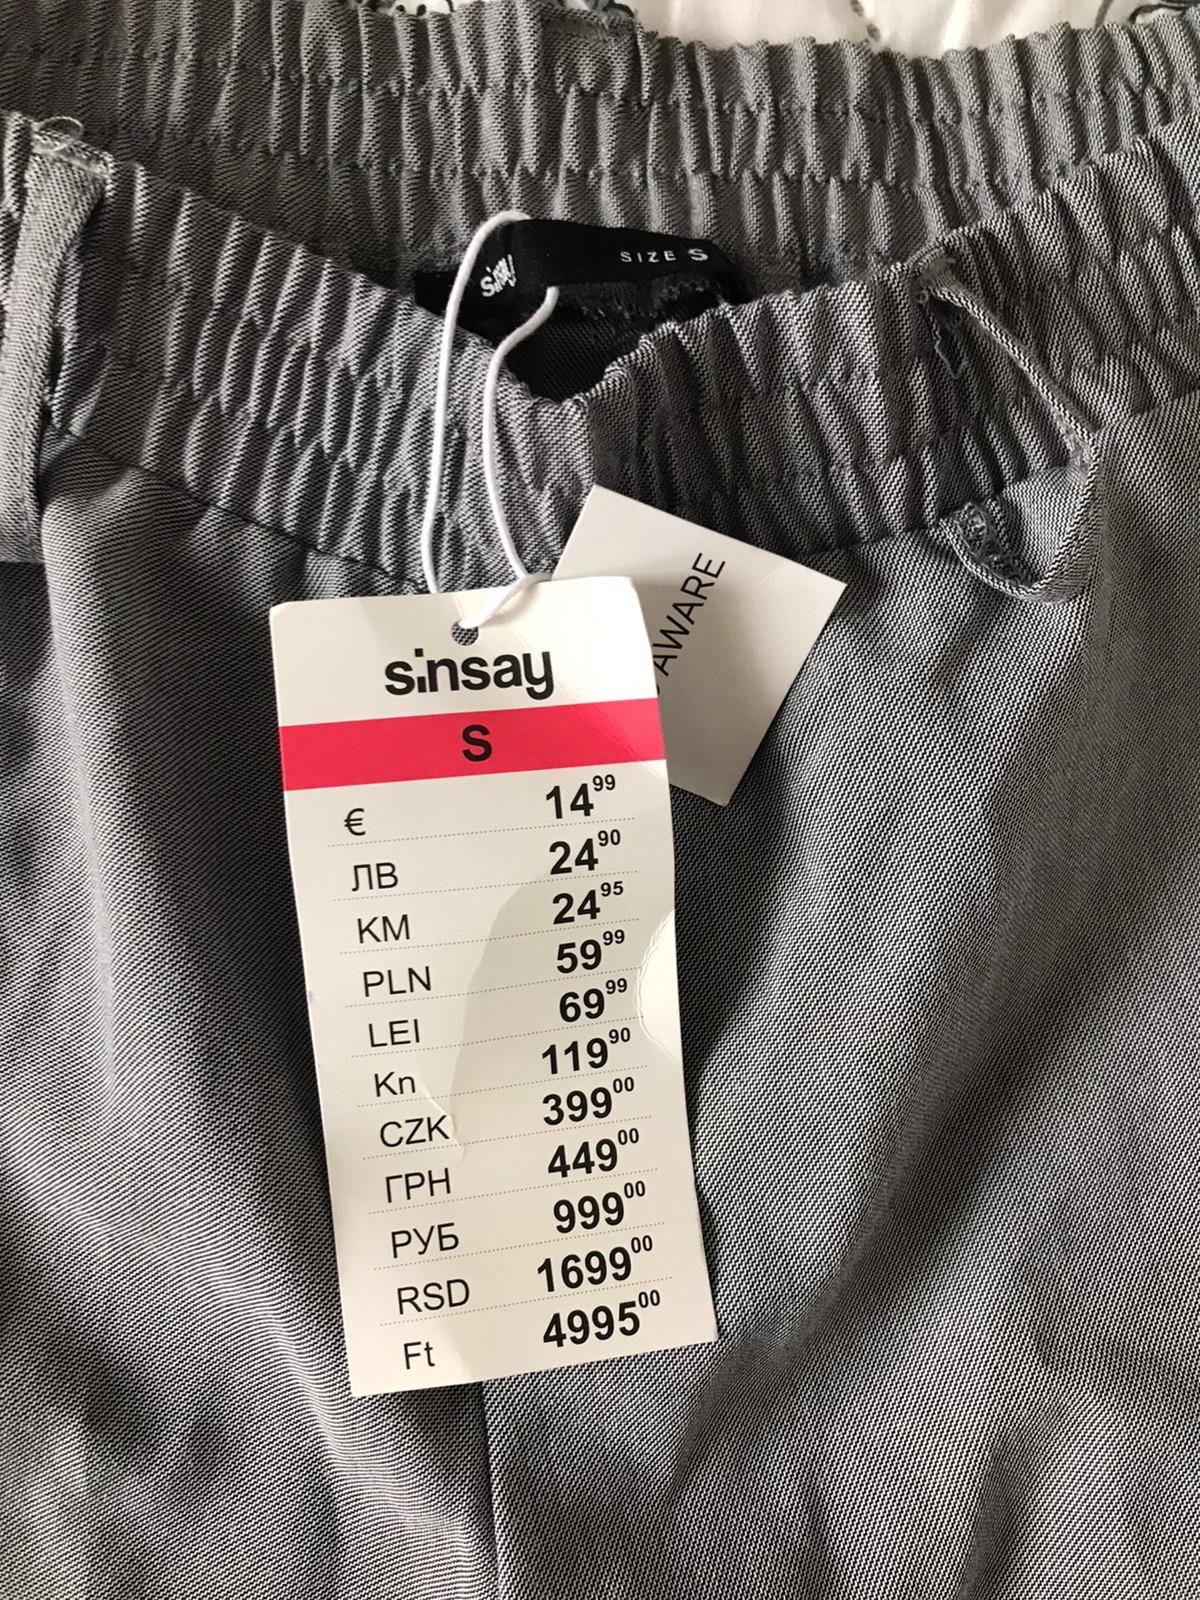 sinsay
SIZE S
AWARE
sinsay
S
€ 14⁹⁹
ЛВ 24⁹⁰
KM 24⁹⁵
PLN 59⁹⁹
LEI 69⁹⁹
Kn 119⁹⁰
CZK 399⁰⁰
ГРН 449⁰⁰
РУБ 999⁰⁰
RSD 1699⁰⁰
Ft 4995⁰⁰